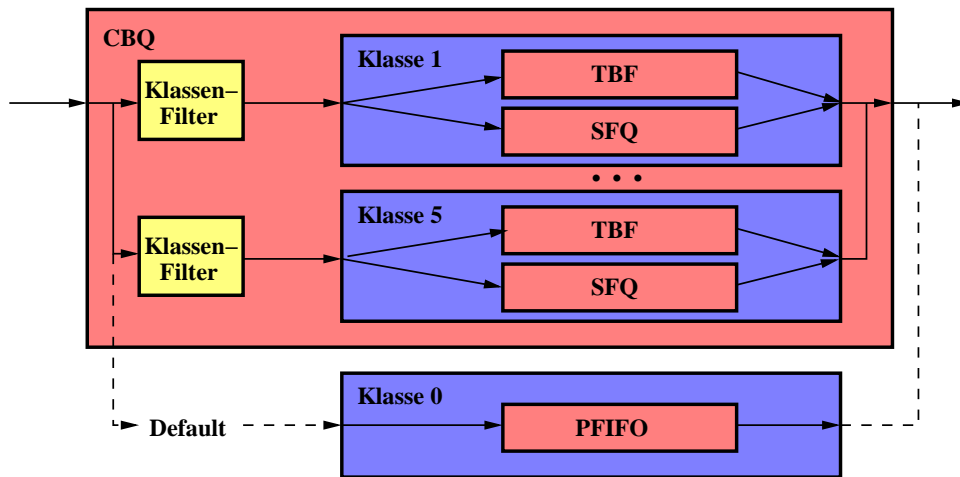 CBQ
Klassen–
Filter
Klasse 1
TBF
SFQ
• • •
Klassen–
Filter
Klasse 5
TBF
SFQ
Default
Klasse 0
PFIFO